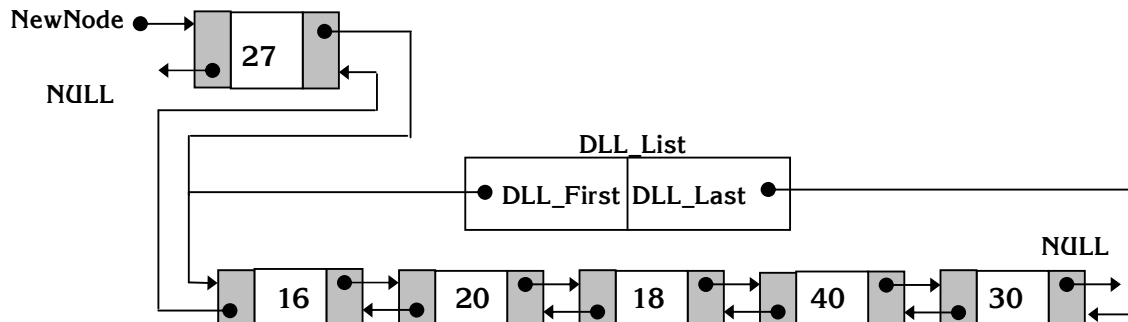 NewNode
27
NULL
DLL_List
DLL_First DLL_Last
NULL
16 20 18 40 30